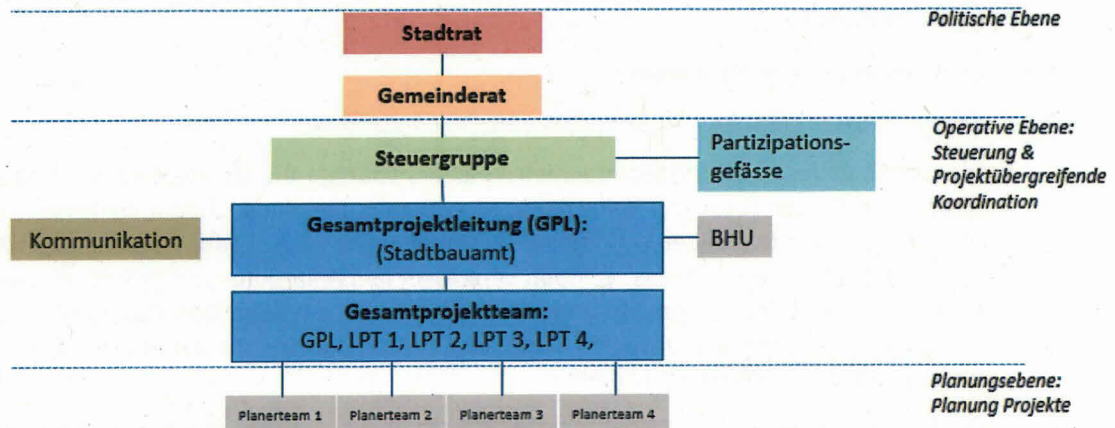 Politische Ebene
Stadtrat
Gemeinderat
Operative Ebene:
Steuerung &
Projektübergreifende
Koordination
Steuergruppe
Partizipations-
gefässe
Kommunikation
Gesamtprojektleitung (GPL):
(Stadtbauamt)
BHU
Gesamtprojektteam:
GPL, LPT 1, LPT 2, LPT 3, LPT 4,
Planungsebene:
Planung Projekte
Planerteam 1
Planerteam 2
Planerteam 3
Planerteam 4